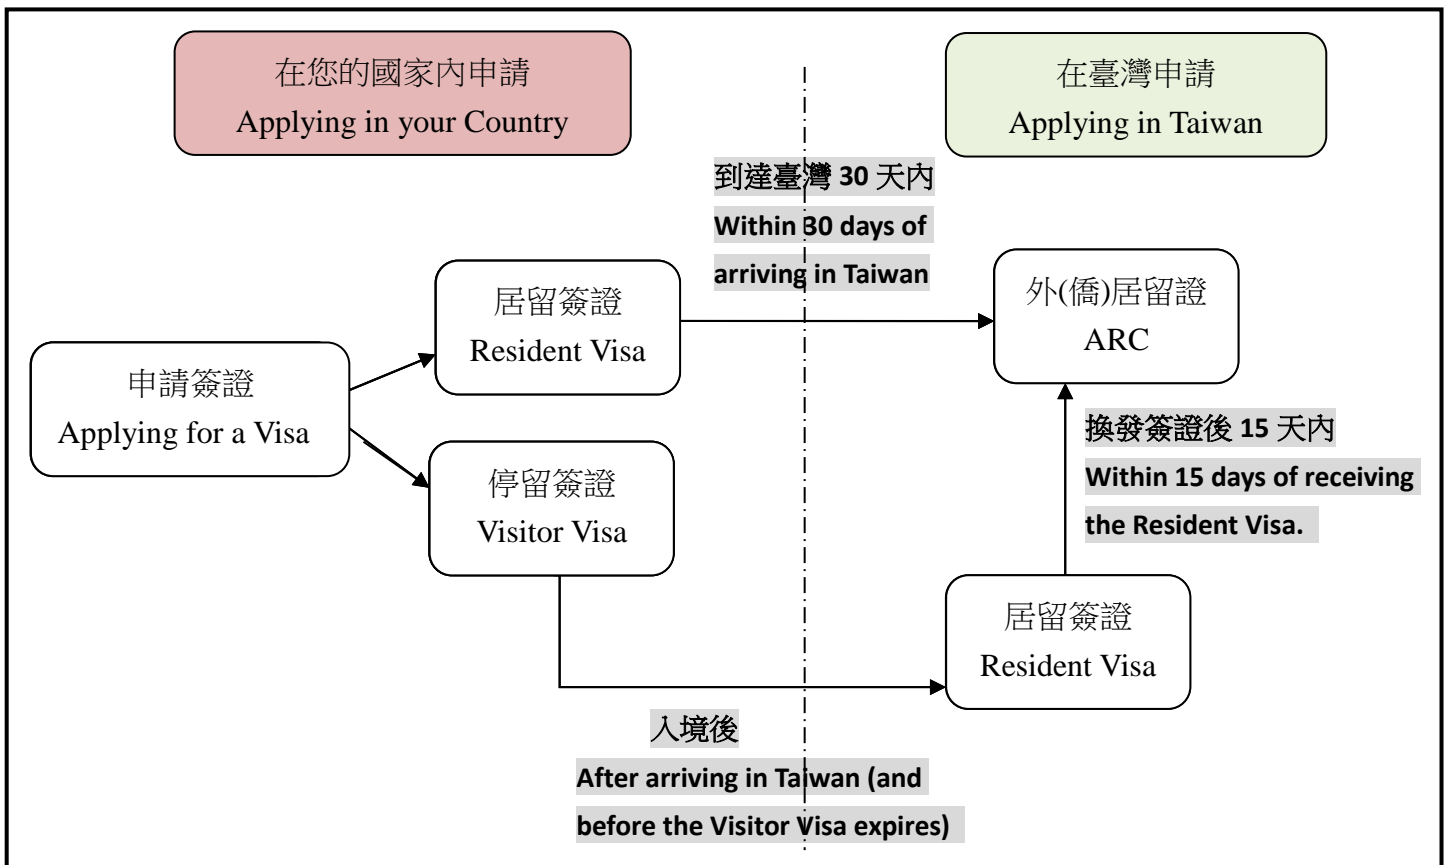 在您的國家內申請
Applying in your Country
在臺灣申請
Applying in Taiwan
到達臺灣 30 天內
Within 30 days of
arriving in Taiwan
居留簽證
Resident Visa
外(僑)居留證
ARC
申請簽證
Applying for a Visa
換發簽證後 15 天內
Within 15 days of receiving
the Resident Visa.
停留簽證
Visitor Visa
居留簽證
Resident Visa
入境後
After arriving in Taiwan (and
before the Visitor Visa expires)